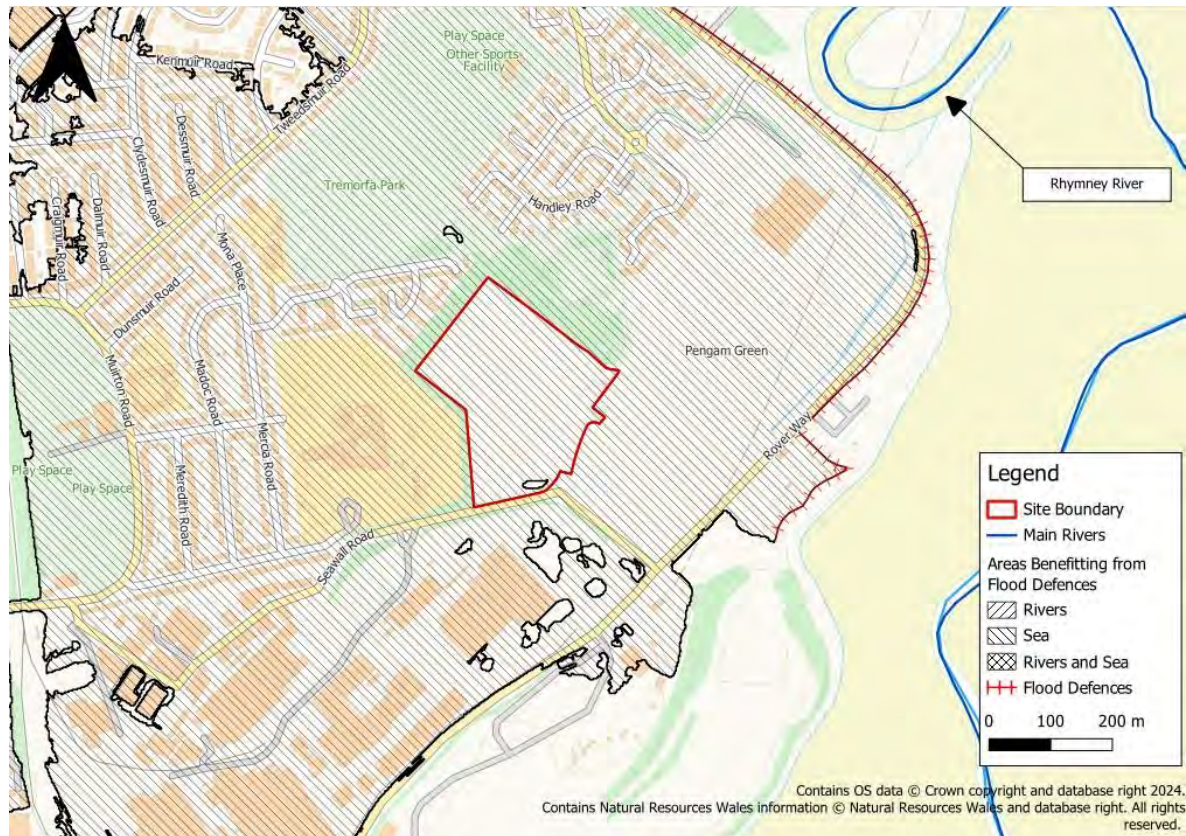 Play Space
Other Sports
Facility
Kenmuir Road
Tweedsmuir Road
Dessmuir Road
Clydesmuir Road
Dalmuir Road
Craigmuir Road
Tremorfa Park
Handley Road
Rhymney River
Mona Place
Dunsmuir Road
Muirton Road
Madoc Road
Mercia Road
Meredith Road
Pengam Green
Rover Way
Play Space
Play Space
Seawall Road
Legend
Site Boundary
Main Rivers
Areas Benefitting from
Flood Defences
Rivers
Sea
Rivers and Sea
Flood Defences
0 100 200 m
Contains OS data © Crown copyright and database right 2024.
Contains Natural Resources Wales information © Natural Resources Wales and database right. All rights
reserved.